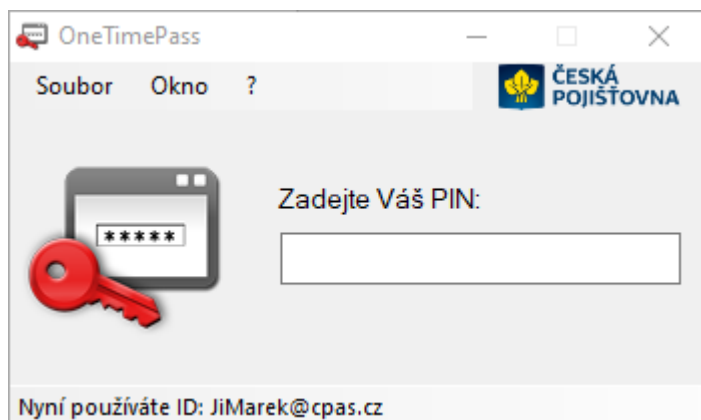 OneTimePass
Soubor Okno ?
ČESKÁ
POJIŠŤOVNA
*****
Zadejte Váš PIN:
Nyní používáte ID: JiMarek@cpas.cz